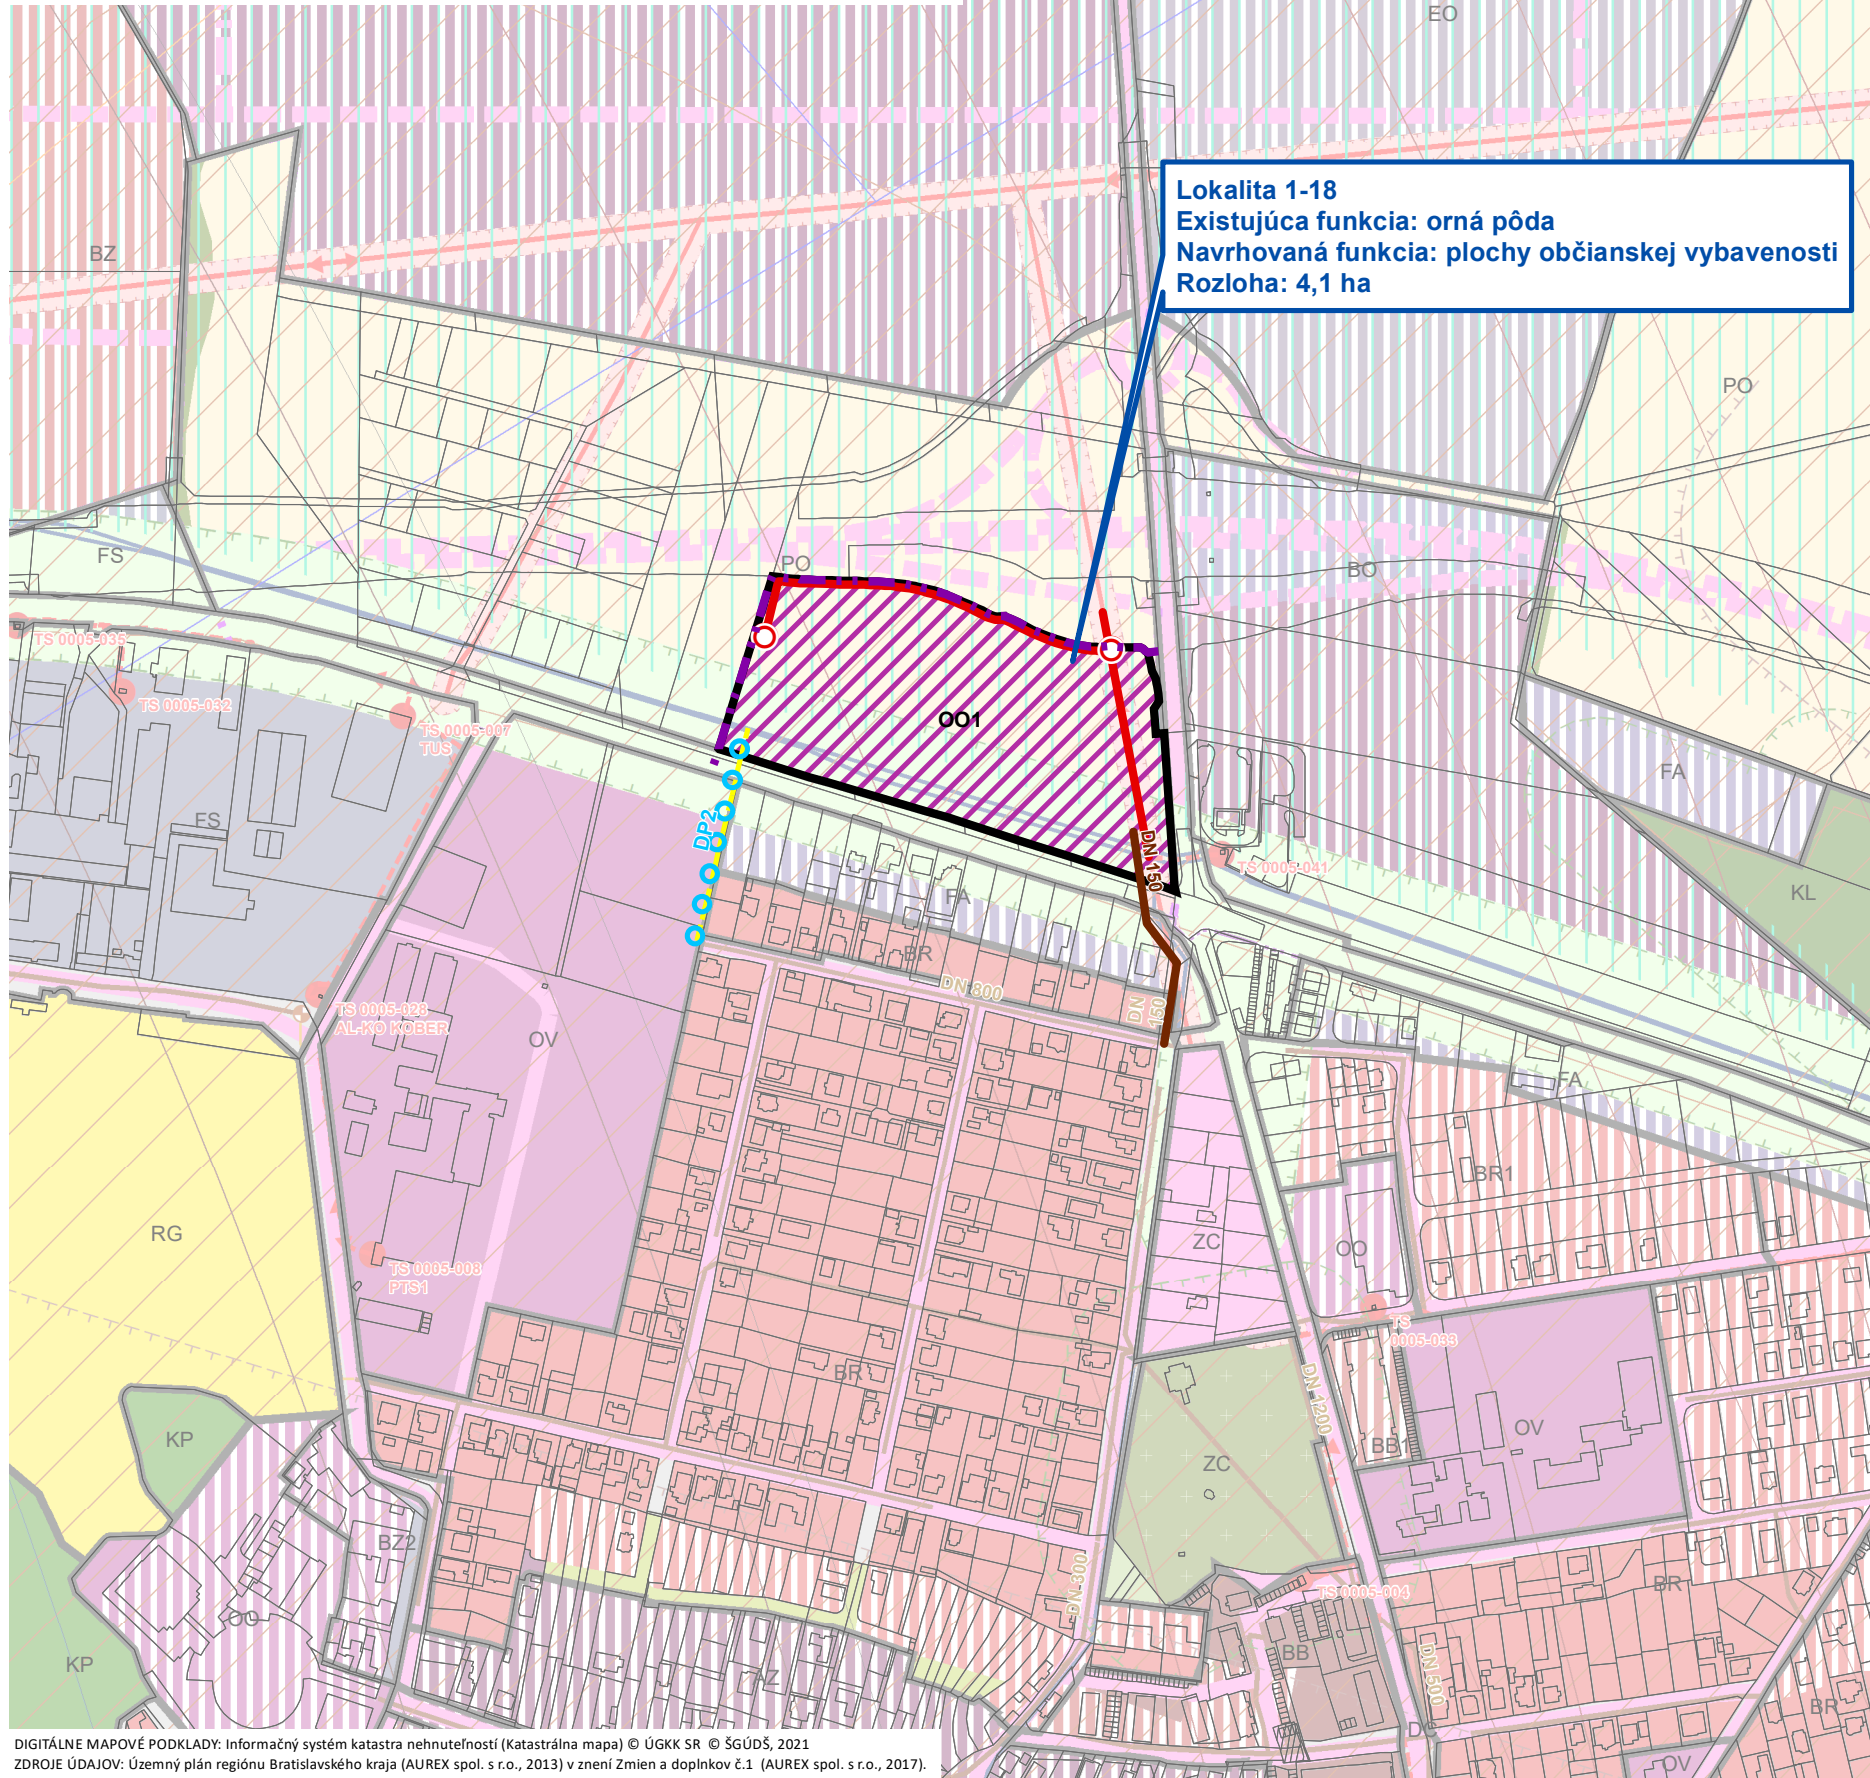 EO
Lokalita 1-18
Existujúca funkcia: orná pôda
Navrhovaná funkcia: plochy občianskej vybavenosti
Rozloha: 4,1 ha
BZ
PO
FS
PO
BO
TS 0005-035
TS 0005-032
TS 0005-007
TUS
OO1
FA
FS
DP2
DN 150
TS 0005-041
KL
FA
BR
DN 800
DN
150
TS 0005-028
AL-KO KOBER
OV
FA
BR1
RG
ZC
OO
TS 0005-008
PTS1
TS
0005-033
BR
DN 1200
KP
BB1
OV
ZC
BZ2
DN 300
TS 0005-004
BR
OO
BB
KP
AZ
DN 500
BR
OV
DIGITÁLNE MAPOVÉ PODKLADY: Informačný systém katastra nehnuteľností (Katastrálna mapa) © ÚGKK SR © ŠGÚDŠ, 2021
ZDROJE ÚDAJOV: Územný plán regiónu Bratislavského kraja (AUREX spol. s r.o., 2013) v znení Zmien a doplnkov č.1 (AUREX spol. s r.o., 2017).